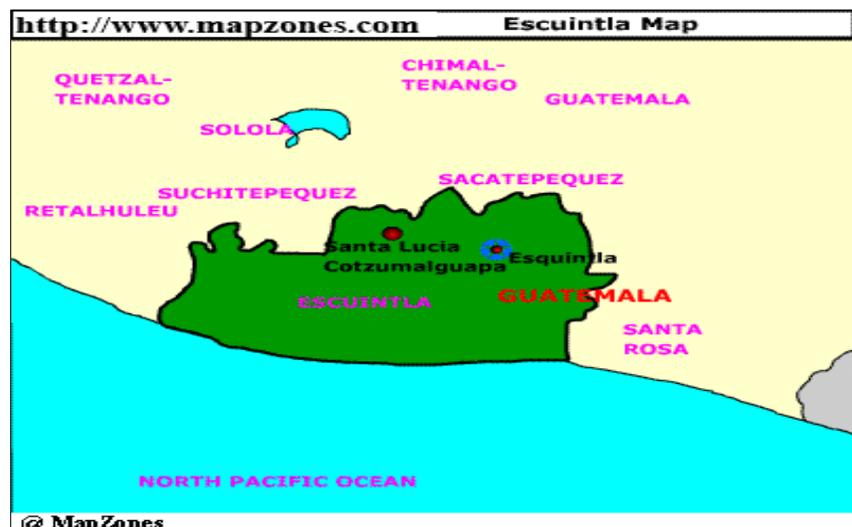 http://www.mapzones.com
Escuintla Map
CHIMAL-
TENANGO
QUETZAL-
TENANGO
GUATEMALA
SOLOLA
SACATEPEQUEZ
SUCHITEPEQUEZ
RETALHULEU
Santa Lucia
Cotzumalguapa
Esquintla
ESCUINTLA
GUATEMALA
SANTA
ROSA
NORTH PACIFIC OCEAN
@ MapZones